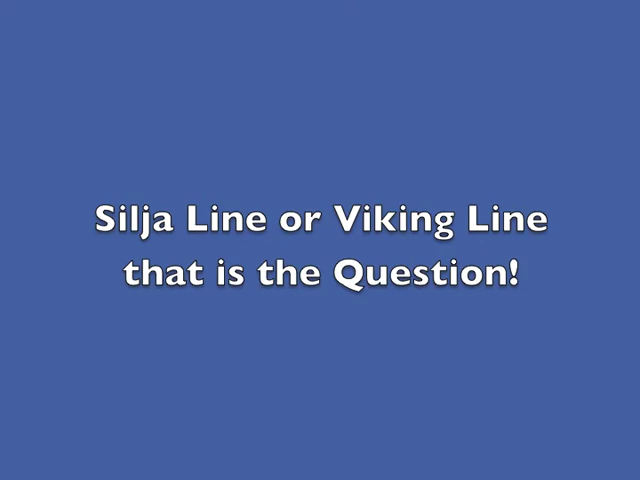 Silja Line or Viking Line
that is the Question!